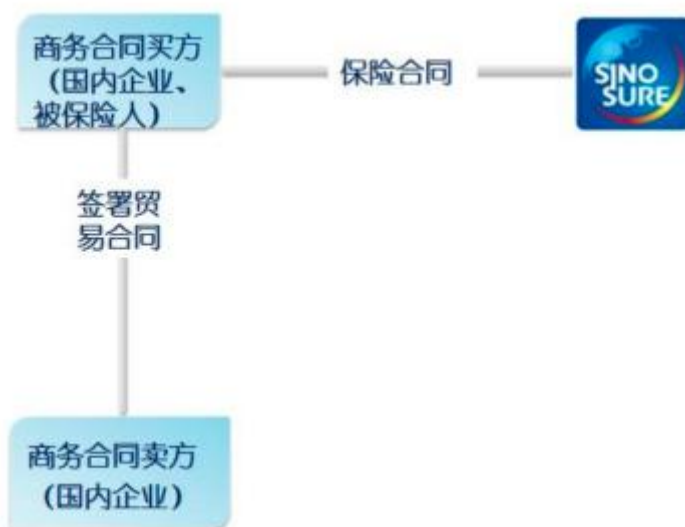 商务合同买方
（国内企业、
被保险人）
保险合同
SINO
SURE
签署贸
易合同
商务合同卖方
（国内企业）